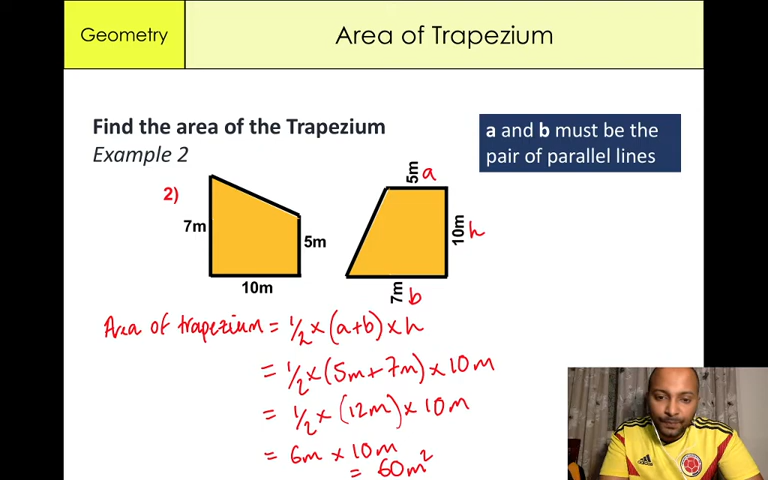 Geometry
Area of Trapezium
Find the area of the Trapezium
Example 2
a and b must be the
pair of parallel lines
2)
7m
5m
10m
5m a
10m h
7m b
Area of trapezium = 1/2 × (a+b) × h
= 1/2 × (5m + 7m) × 10m
= 1/2 × (12m) × 10m
= 6m × 10m
= 60m²
adidas